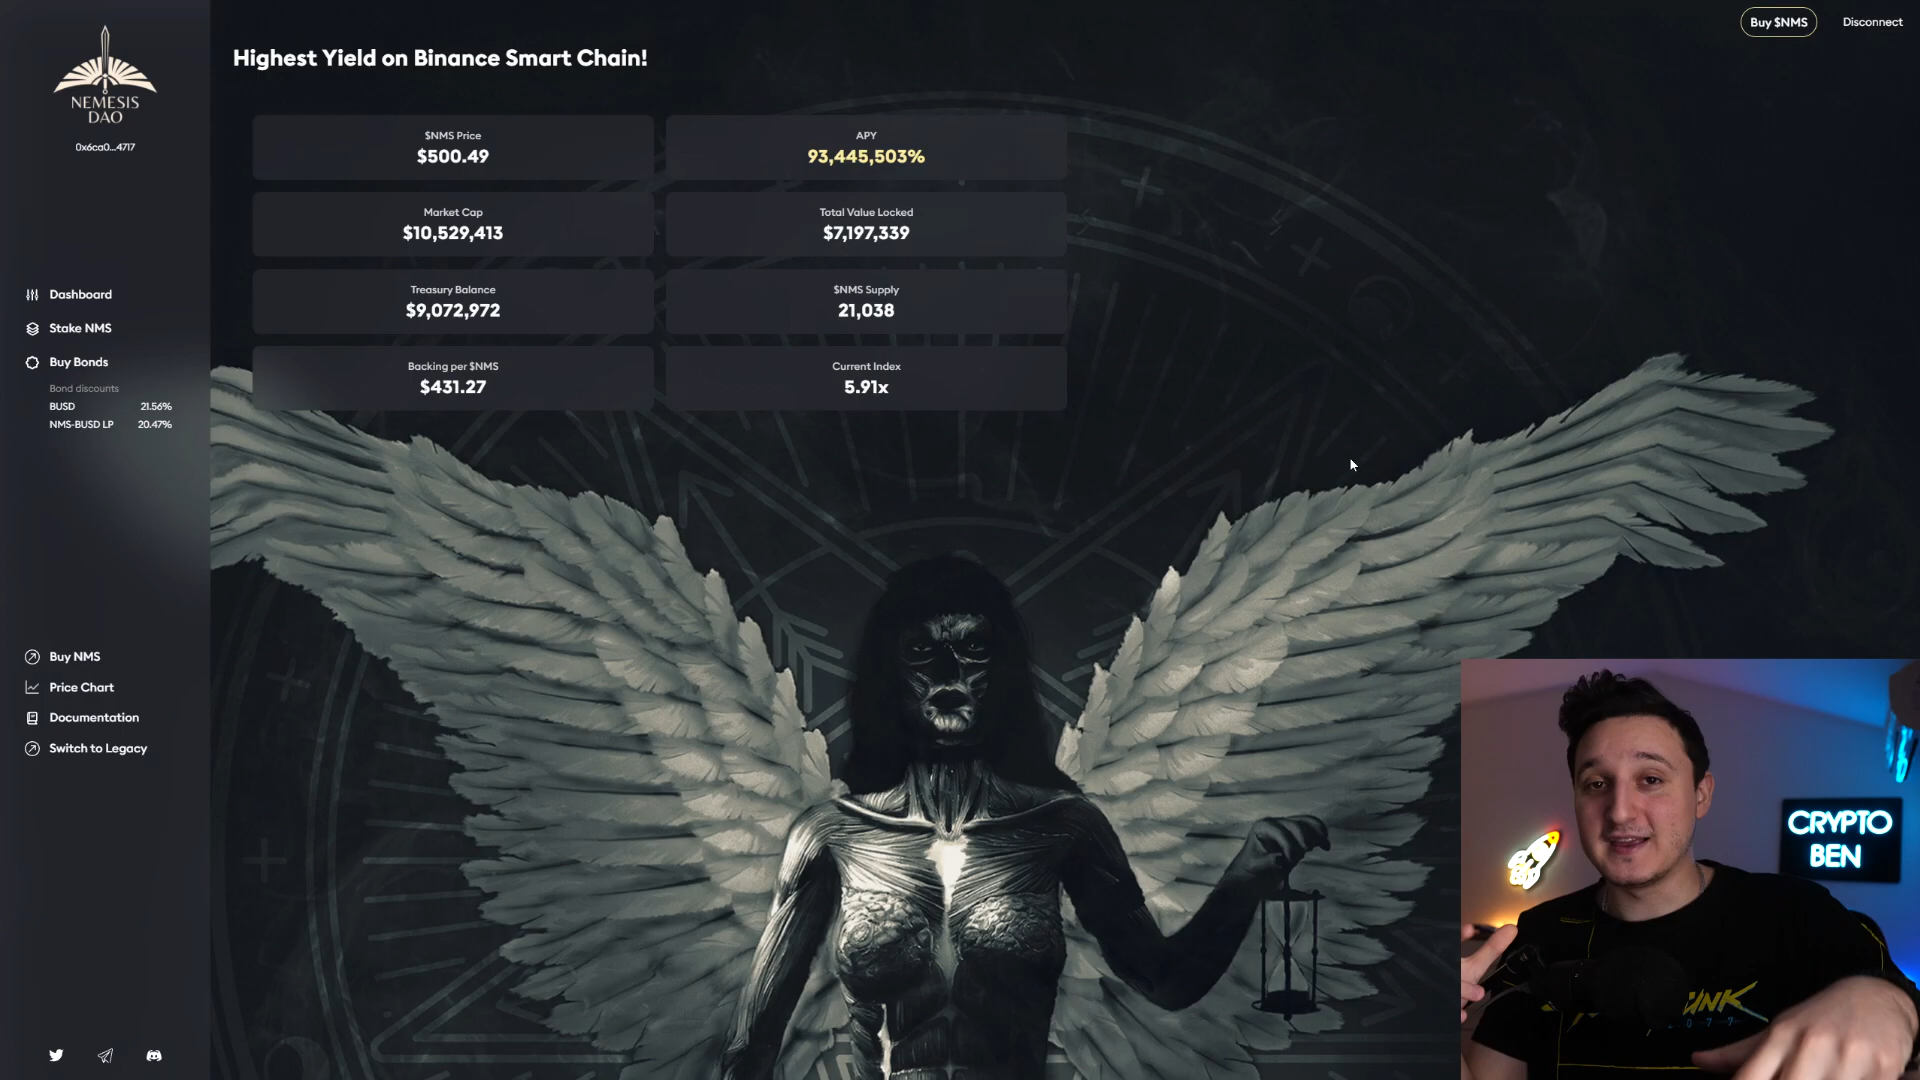 NEMESIS
DAO
0x6ca0...4717
Dashboard
Stake NMS
Buy Bonds
Bond discounts
BUSD 21.56%
NMS-BUSD LP 20.47%
Buy NMS
Price Chart
Documentation
Switch to Legacy
Buy $NMS
Disconnect
Highest Yield on Binance Smart Chain!
$NMS Price
$500.49
APY
93,445,503%
Market Cap
$10,529,413
Total Value Locked
$7,197,339
Treasury Balance
$9,072,972
$NMS Supply
21,038
Backing per $NMS
$431.27
Current Index
5.91x
CRYPTO
BEN